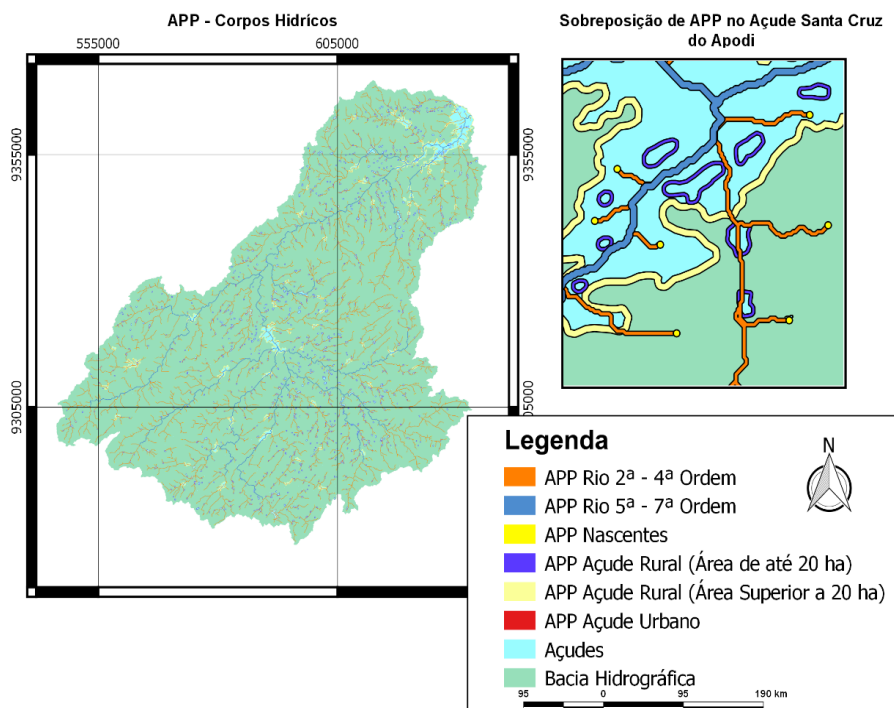 APP - Corpos Hidrícos
555000
605000
9355000
9355000
9305000
05000
Sobreposição de APP no Açude Santa Cruz
do Apodi
Legenda
N
APP Rio 2ª - 4ª Ordem
APP Rio 5ª - 7ª Ordem
APP Nascentes
APP Açude Rural (Área de até 20 ha)
APP Açude Rural (Área Superior a 20 ha)
APP Açude Urbano
Açudes
Bacia Hidrográfica
95 0 95 190 km